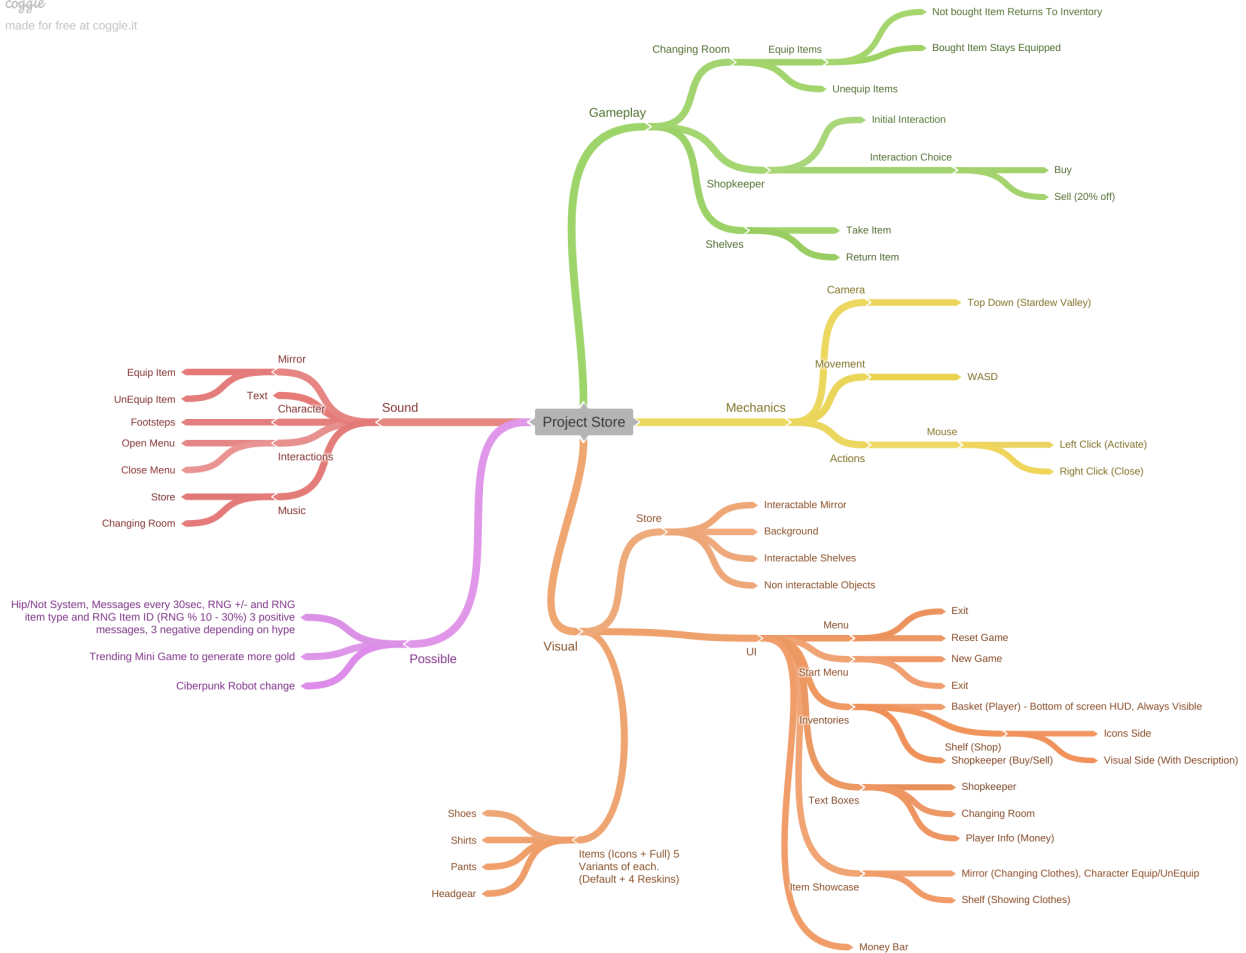 coggle
made for free at coggle.it
Project Store
Gameplay
Changing Room
Equip Items
Not bought Item Returns To Inventory
Bought Item Stays Equipped
Unequip Items
Shopkeeper
Initial Interaction
Interaction Choice
Buy
Sell (20% off)
Shelves
Take Item
Return Item
Mechanics
Camera
Top Down (Stardew Valley)
Movement
WASD
Actions
Mouse
Left Click (Activate)
Right Click (Close)
Sound
Mirror
Equip Item
UnEquip Item
Text
Character
Footsteps
Interactions
Open Menu
Close Menu
Music
Store
Changing Room
Possible
Hip/Not System, Messages every 30sec, RNG +/- and RNG
item type and RNG Item ID (RNG % 10 - 30%) 3 positive
messages, 3 negative depending on hype
Trending Mini Game to generate more gold
Ciberpunk Robot change
Visual
Store
Interactable Mirror
Background
Interactable Shelves
Non interactable Objects
UI
Menu
Exit
Reset Game
Start Menu
New Game
Exit
Inventories
Basket (Player) - Bottom of screen HUD, Always Visible
Shelf (Shop)
Icons Side
Visual Side (With Description)
Shopkeeper (Buy/Sell)
Text Boxes
Shopkeeper
Changing Room
Player Info (Money)
Item Showcase
Mirror (Changing Clothes), Character Equip/UnEquip
Shelf (Showing Clothes)
Money Bar
Items (Icons + Full) 5
Variants of each.
(Default + 4 Reskins)
Shoes
Shirts
Pants
Headgear